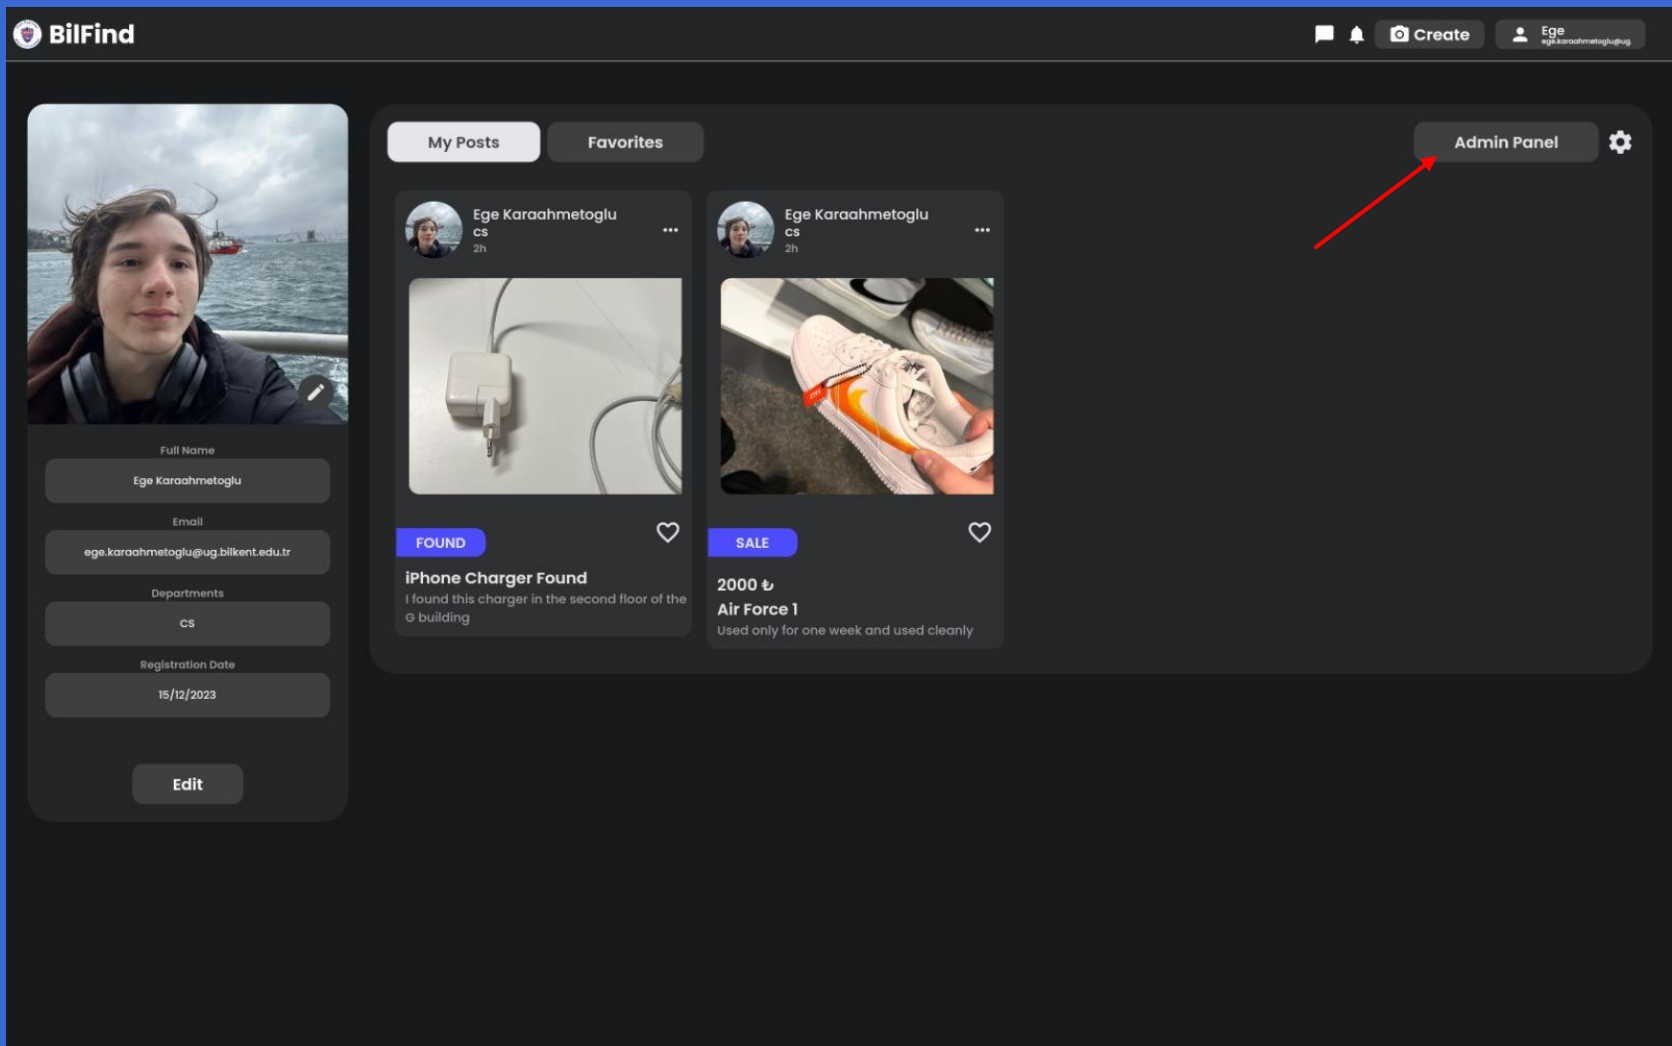 BilFind
Create
Ege
ege.karaahmetoglu@ug.
My Posts
Favorites
Admin Panel
Ege Karaahmetoglu
CS
2h
FOUND
iPhone Charger Found
I found this charger in the second floor of the
G building
Ege Karaahmetoglu
CS
2h
SALE
2000 ₺
Air Force 1
Used only for one week and used cleanly
Full Name
Ege Karaahmetoglu
Email
ege.karaahmetoglu@ug.bilkent.edu.tr
Departments
CS
Registration Date
15/12/2023
Edit